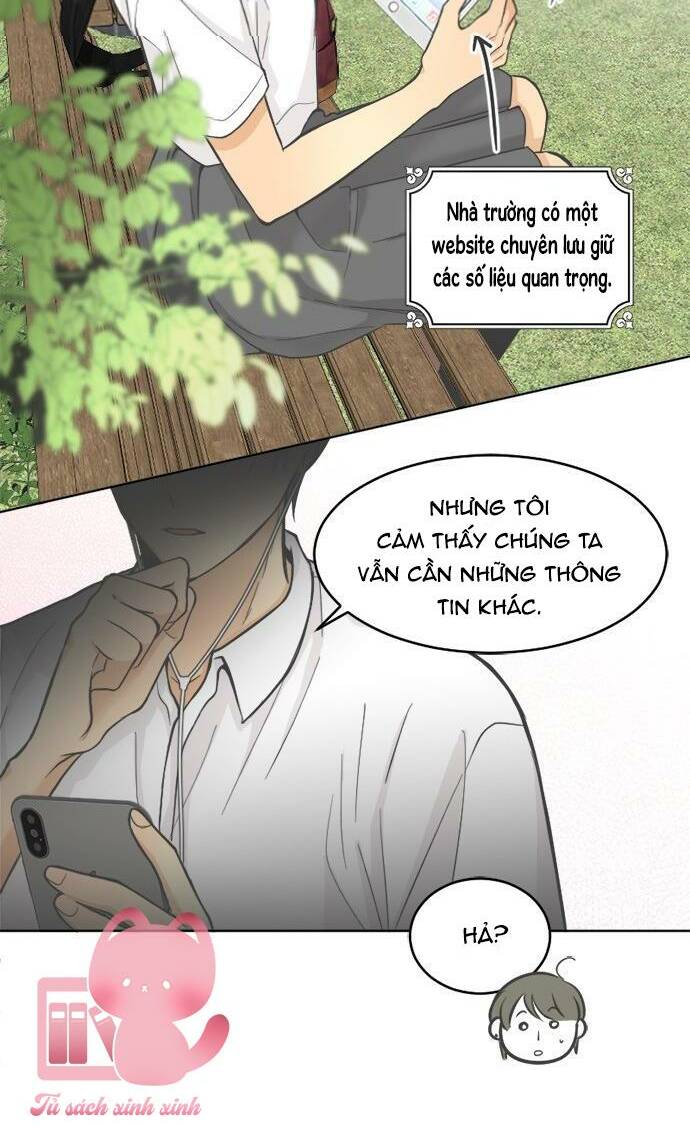 Nhà trường có một
website chuyên lưu giữ
các số liệu quan trọng.
NHƯNG TÔI
CẢM THẤY CHÚNG TA
VẪN CẦN NHỮNG THÔNG
TIN KHÁC.
HẢ?
Tủ sách xinh xinh